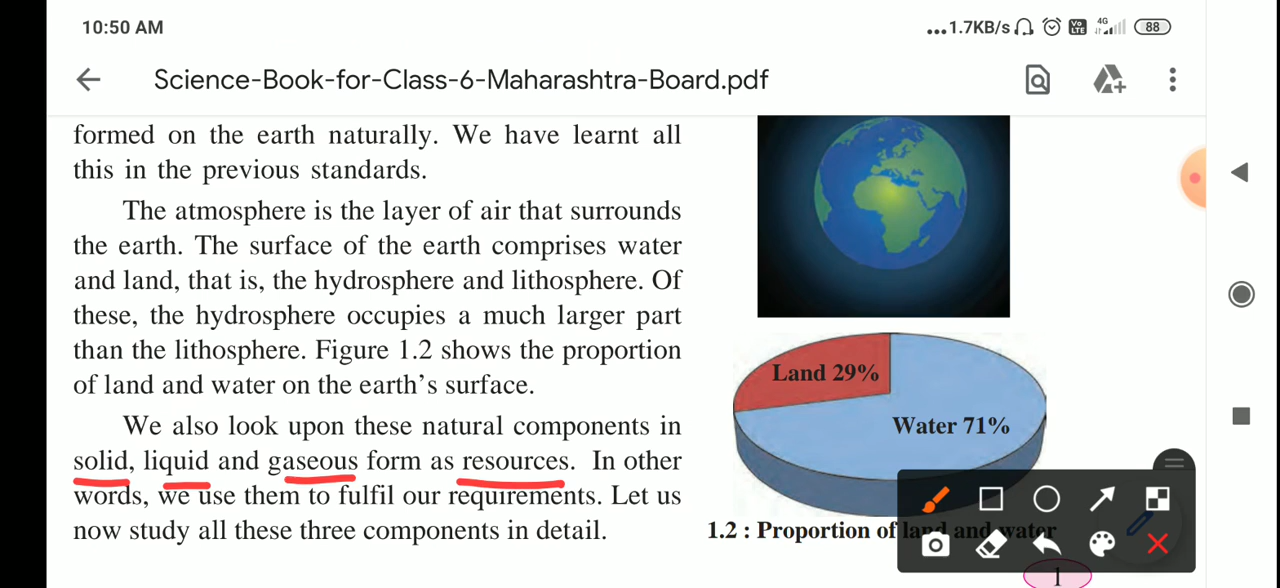 10:50 AM
...1.7KB/s Vo LTE 4G 88
Science-Book-for-Class-6-Maharashtra-Board.pdf
formed on the earth naturally. We have learnt all
this in the previous standards.
The atmosphere is the layer of air that surrounds
the earth. The surface of the earth comprises water
and land, that is, the hydrosphere and lithosphere. Of
these, the hydrosphere occupies a much larger part
than the lithosphere. Figure 1.2 shows the proportion
of land and water on the earth's surface.
We also look upon these natural components in
solid, liquid and gaseous form as resources. In other
words, we use them to fulfil our requirements. Let us
now study all these three components in detail.
Land 29%
Water 71%
1.2 : Proportion of land and water
1